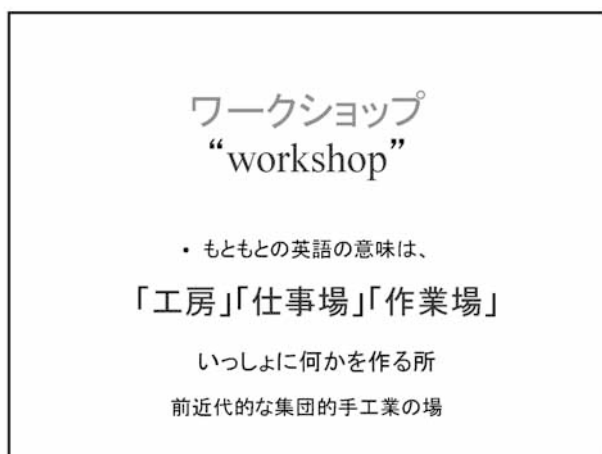 ワークショップ
“workshop”
・ もともとの英語の意味は、
「工房」「仕事場」「作業場」
いっしょに何かを作る所
前近代的な集団的手工業の場